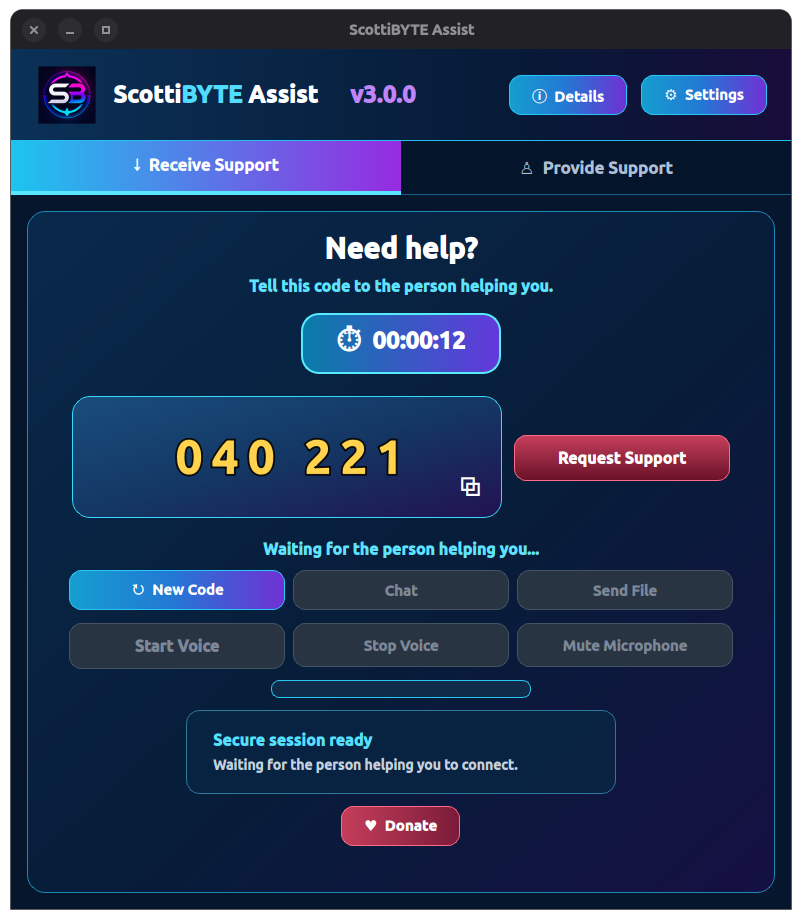 ScottiBYTE Assist
SB ScottiBYTE Assist v3.0.0
ⓘ Details
⚙ Settings
↓ Receive Support
♙ Provide Support
Need help?
Tell this code to the person helping you.
⏱ 00:00:12
040 221
Request Support
Waiting for the person helping you...
↻ New Code
Chat
Send File
Start Voice
Stop Voice
Mute Microphone
Secure session ready
Waiting for the person helping you to connect.
♥ Donate